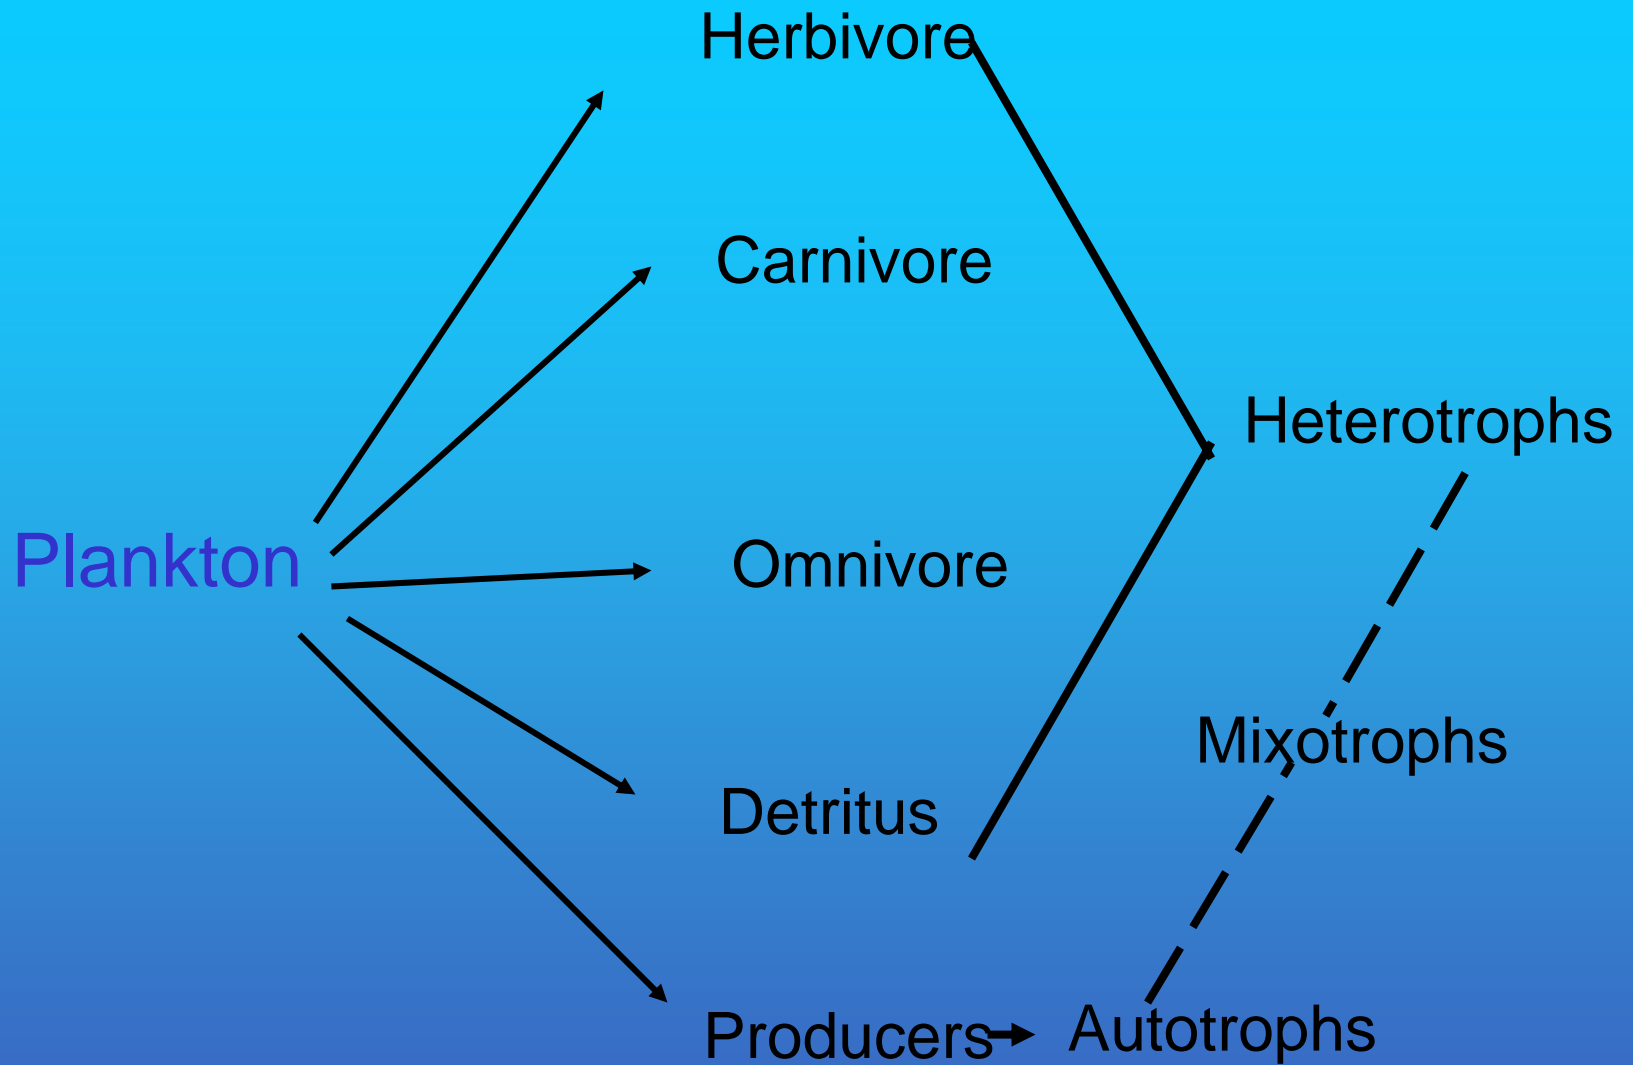 Herbivore
Carnivore
Heterotrophs
Plankton
Omnivore
Mixotrophs
Detritus
Producers
Autotrophs